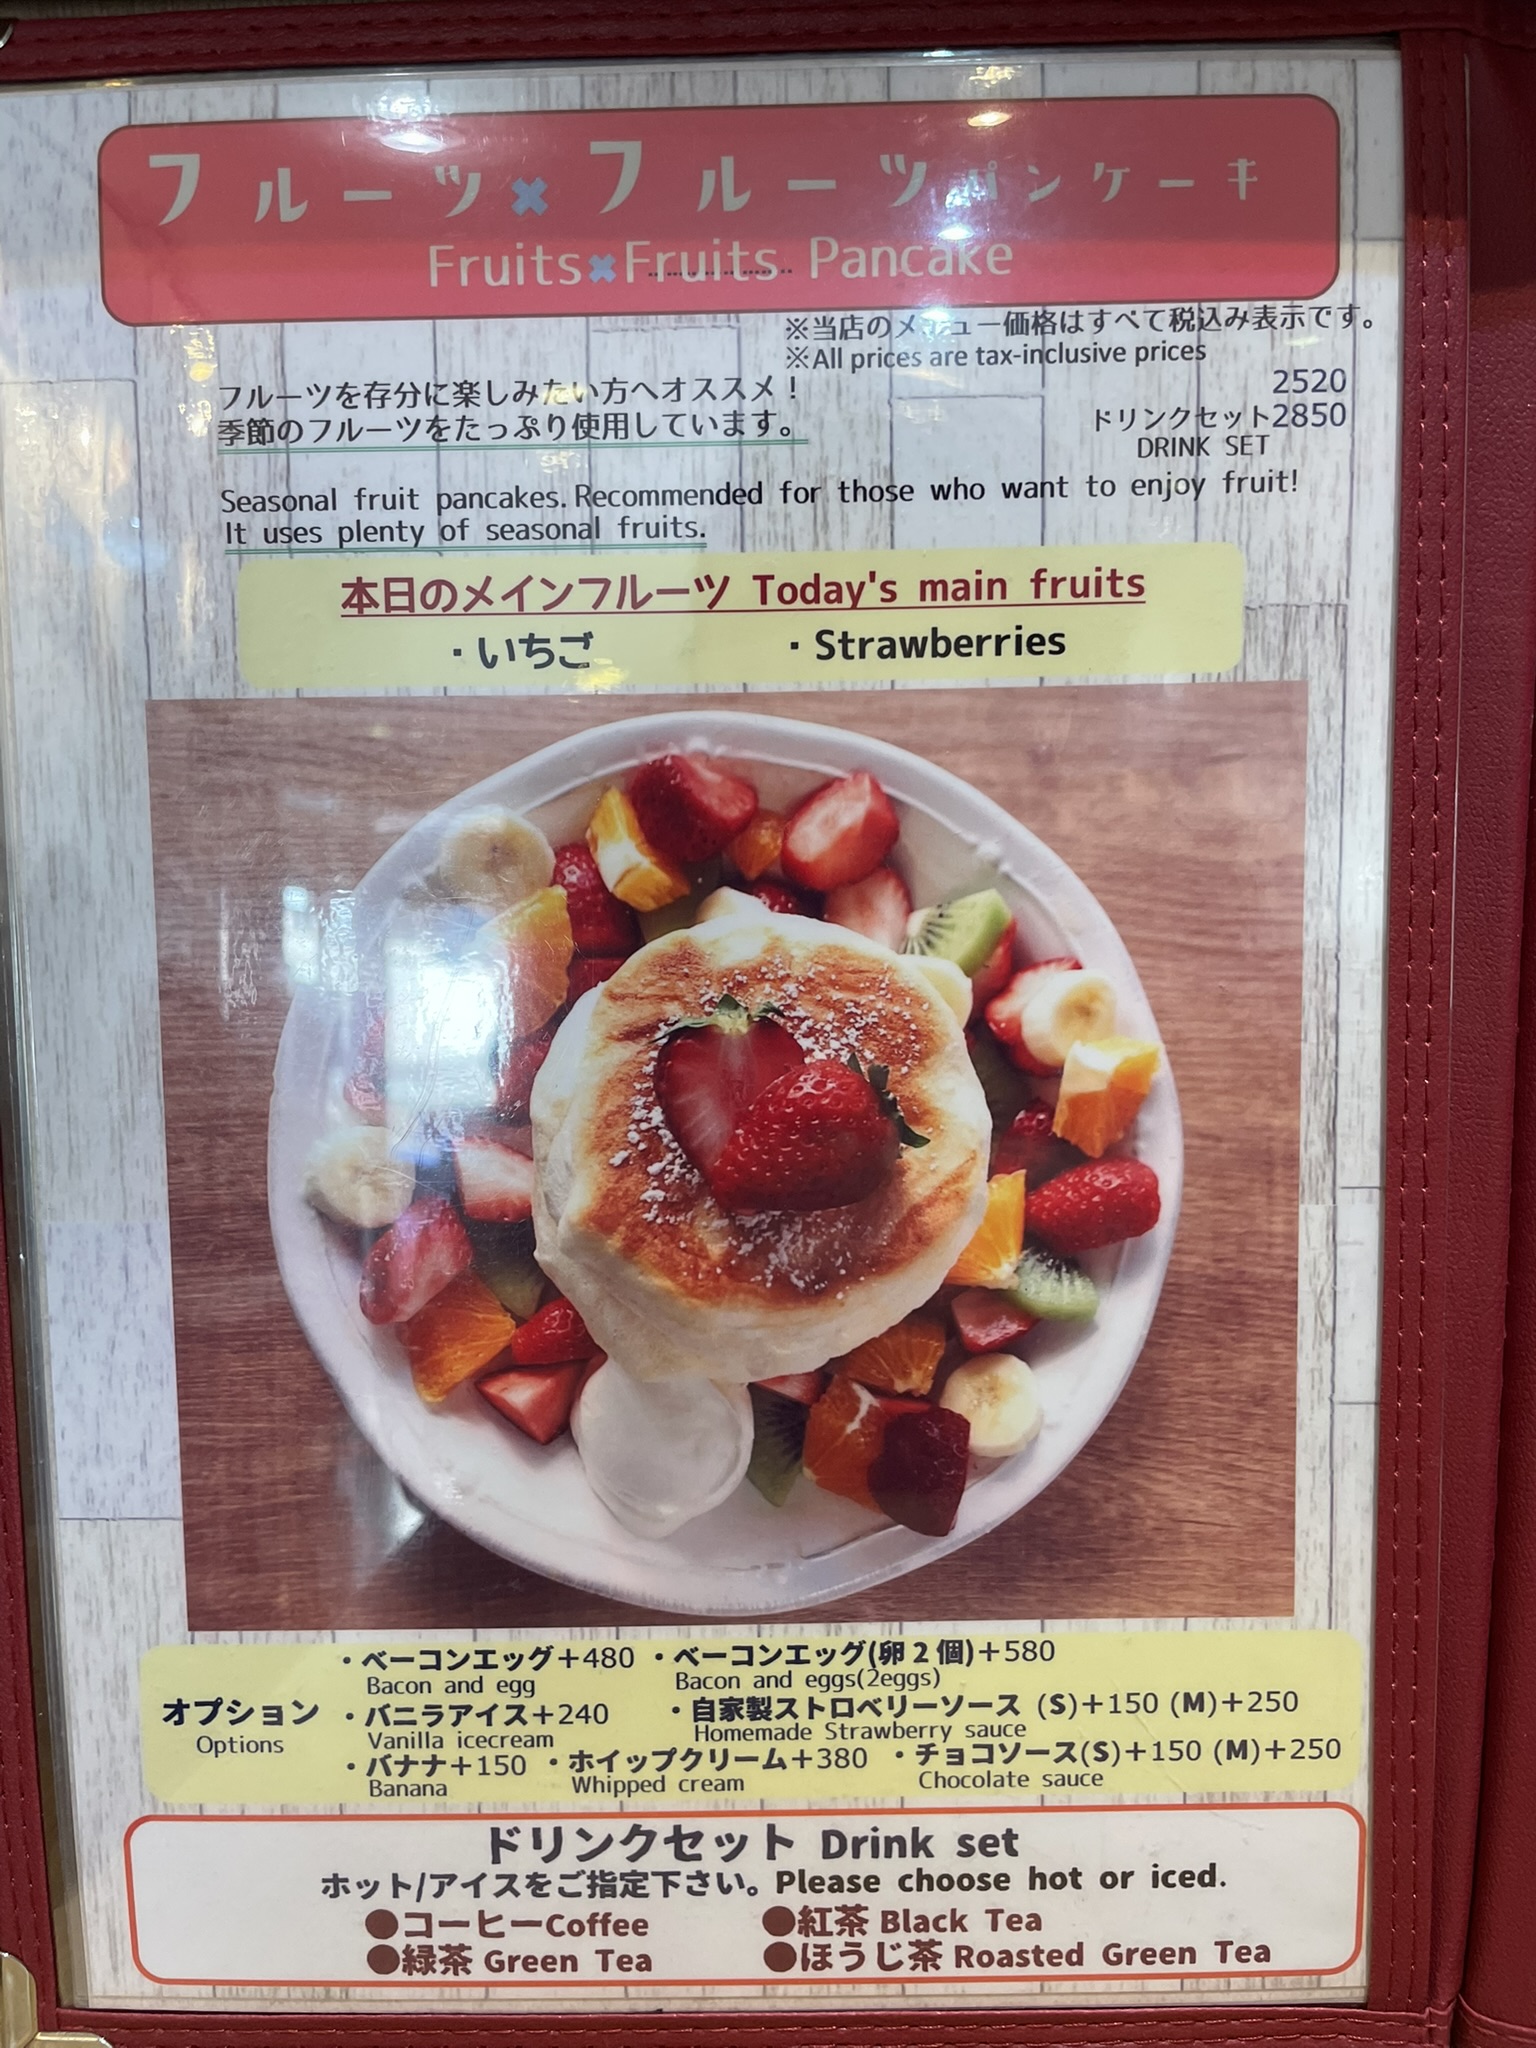 フルーツ×フルーツパンケーキ
Fruits×Fruits Pancake
※当店のメニュー価格はすべて税込み表示です。
※All prices are tax-inclusive prices
フルーツを存分に楽しみたい方へオススメ！
2520
季節のフルーツをたっぷり使用しています。
ドリンクセット2850
DRINK SET
Seasonal fruit pancakes. Recommended for those who want to enjoy fruit!
It uses plenty of seasonal fruits.
本日のメインフルーツ Today's main fruits
・いちご ・Strawberries
・ベーコンエッグ+480 ・ベーコンエッグ(卵２個)+580
Bacon and egg Bacon and eggs(2eggs)
オプション ・バニラアイス+240 ・自家製ストロベリーソース (S)+150 (M)+250
Options Vanilla icecream Homemade Strawberry sauce
・バナナ+150 ・ホイップクリーム+380 ・チョコソース(S)+150 (M)+250
Banana Whipped cream Chocolate sauce
ドリンクセット Drink set
ホット/アイスをご指定下さい。Please choose hot or iced.
●コーヒーCoffee ●紅茶 Black Tea
●緑茶 Green Tea ●ほうじ茶 Roasted Green Tea